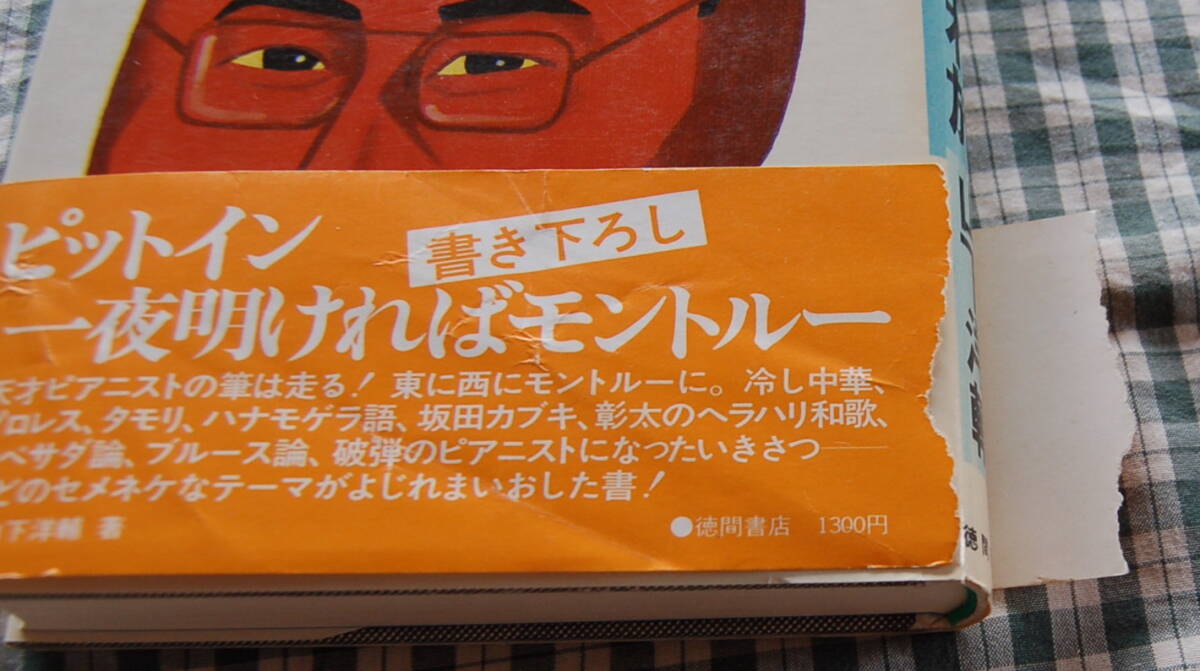 ピットイン
書き下ろし
一夜明ければモントルー
天才ピアニストの筆は走る！東に西にモントルーに。冷し中華、
プロレス、タモリ、ハナモゲラ語、坂田カブキ、彰太のヘラハリ和歌、
ベサダ論、ブルース論、破弾のピアニストになったいきさつ――
どのセメネケなテーマがよじれまいおした書！
山下洋輔 著
●徳間書店 1300円
徳間